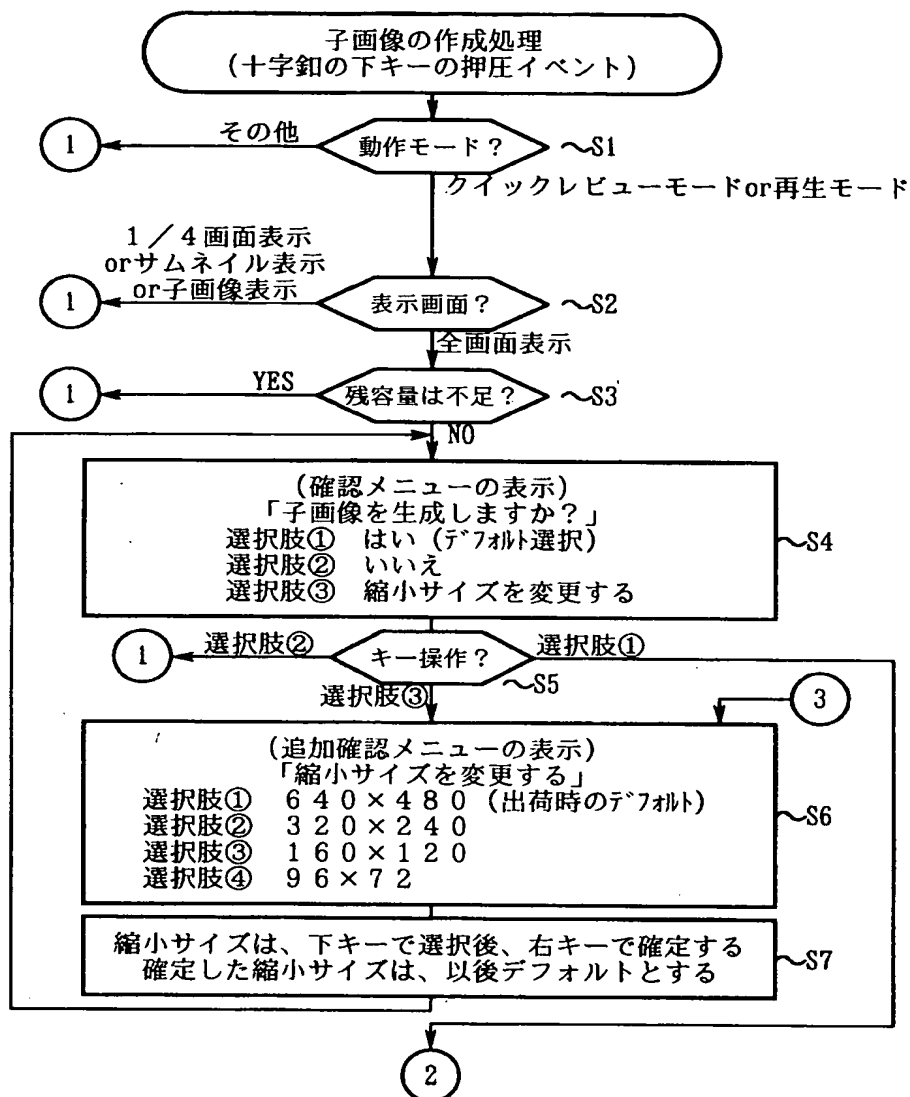 子画像の作成処理
(十字釦の下キーの押圧イベント)
その他
1
動作モード?
~S1
クイックレビューモードor再生モード
1/4画面表示
orサムネイル表示
or子画像表示
1
表示画面?
~S2
全画面表示
YES
1
残容量は不足?
~S3
NO
(確認メニューの表示)
「子画像を生成しますか?」
選択肢① はい(デフォルト選択)
選択肢② いいえ
選択肢③ 縮小サイズを変更する
~S4
1
選択肢②
キー操作?
選択肢①
~S5
選択肢③
3
(追加確認メニューの表示)
「縮小サイズを変更する」
選択肢① 640×480(出荷時のデフォルト)
選択肢② 320×240
選択肢③ 160×120
選択肢④ 96×72
~S6
縮小サイズは、下キーで選択後、右キーで確定する
確定した縮小サイズは、以後デフォルトとする
~S7
2